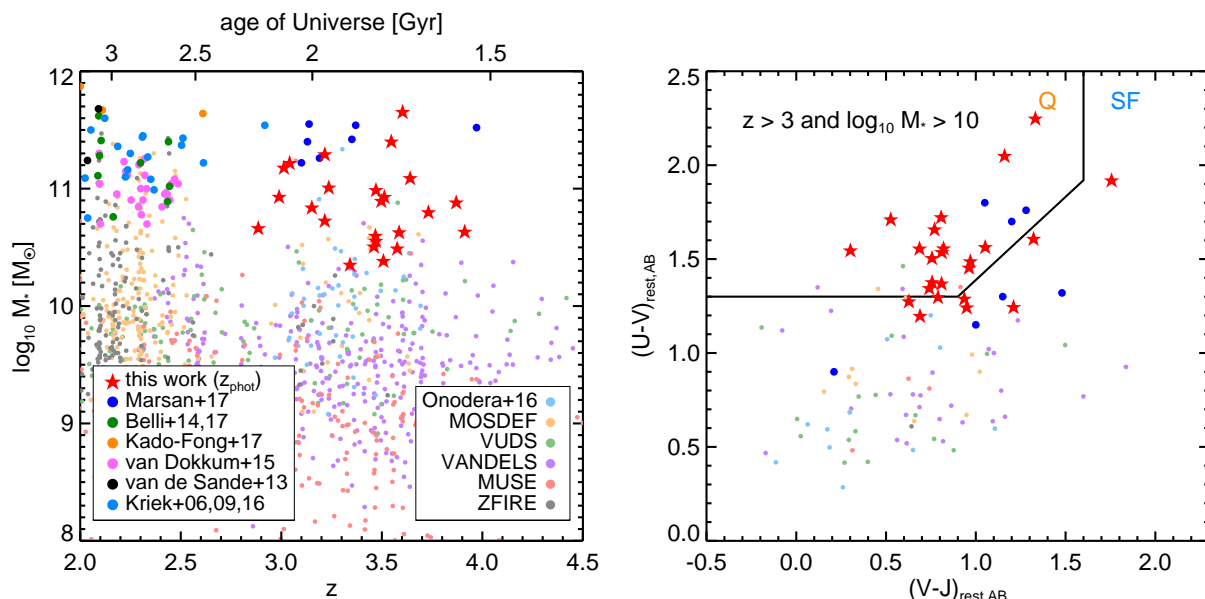 age of Universe [Gyr]
3 2.5 2 1.5
12
11
10
9
8
log₁₀ M* [M⊙]
this work (z_phot)
Marsan+17
Belli+14,17
Kado-Fong+17
van Dokkum+15
van de Sande+13
Kriek+06,09,16
Onodera+16
MOSDEF
VUDS
VANDELS
MUSE
ZFIRE
2.0 2.5 3.0 3.5 4.0 4.5
z
2.5
2.0
1.5
1.0
0.5
0.0
(U-V)rest,AB
z > 3 and log₁₀ M* > 10
Q SF
-0.5 0.0 0.5 1.0 1.5 2.0
(V-J)rest,AB